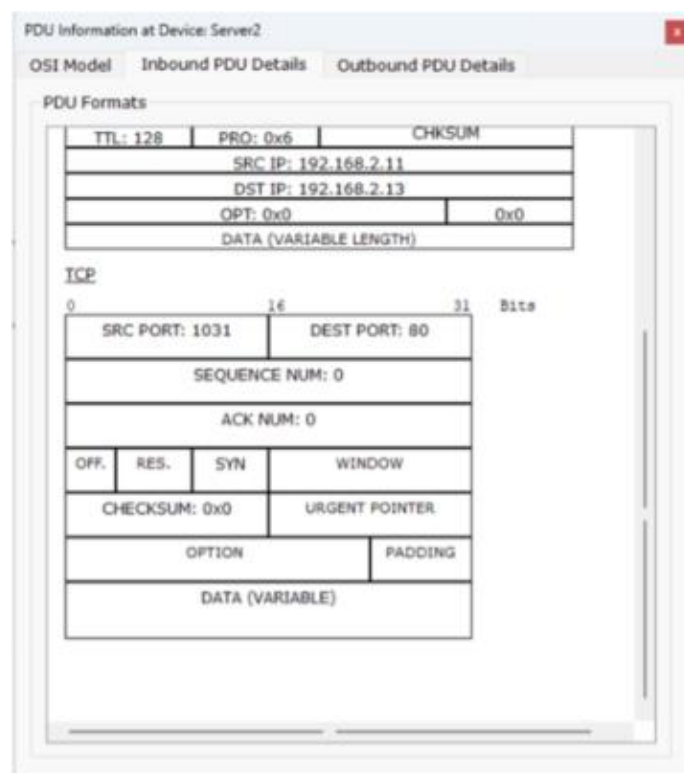 PDU Information at Device: Server2
x
OSI Model Inbound PDU Details Outbound PDU Details
PDU Formats
TTL: 128 PRO: 0x6 CHKSUM
SRC IP: 192.168.2.11
DST IP: 192.168.2.13
OPT: 0x0 0x0
DATA (VARIABLE LENGTH)
TCP
0 16 31 Bits
SRC PORT: 1031 DEST PORT: 80
SEQUENCE NUM: 0
ACK NUM: 0
OFF. RES. SYN WINDOW
CHECKSUM: 0x0 URGENT POINTER
OPTION PADDING
DATA (VARIABLE)